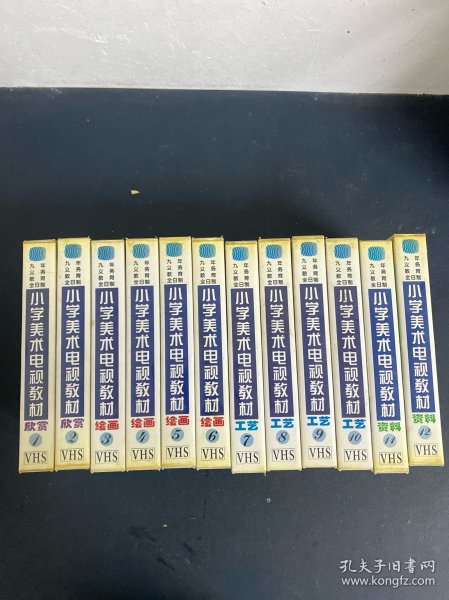 九年义务教育
全日制
小学美术电视教材
欣赏
1
VHS
九年义务教育
全日制
小学美术电视教材
欣赏
2
VHS
九年义务教育
全日制
小学美术电视教材
绘画
3
VHS
九年义务教育
全日制
小学美术电视教材
绘画
4
VHS
九年义务教育
全日制
小学美术电视教材
绘画
5
VHS
九年义务教育
全日制
小学美术电视教材
绘画
6
VHS
九年义务教育
全日制
小学美术电视教材
工艺
7
VHS
九年义务教育
全日制
小学美术电视教材
工艺
8
VHS
九年义务教育
全日制
小学美术电视教材
工艺
9
VHS
九年义务教育
全日制
小学美术电视教材
工艺
10
VHS
九年义务教育
全日制
小学美术电视教材
资料
11
VHS
九年义务教育
全日制
小学美术电视教材
资料
12
VHS
孔夫子旧书网
www.kongfz.com